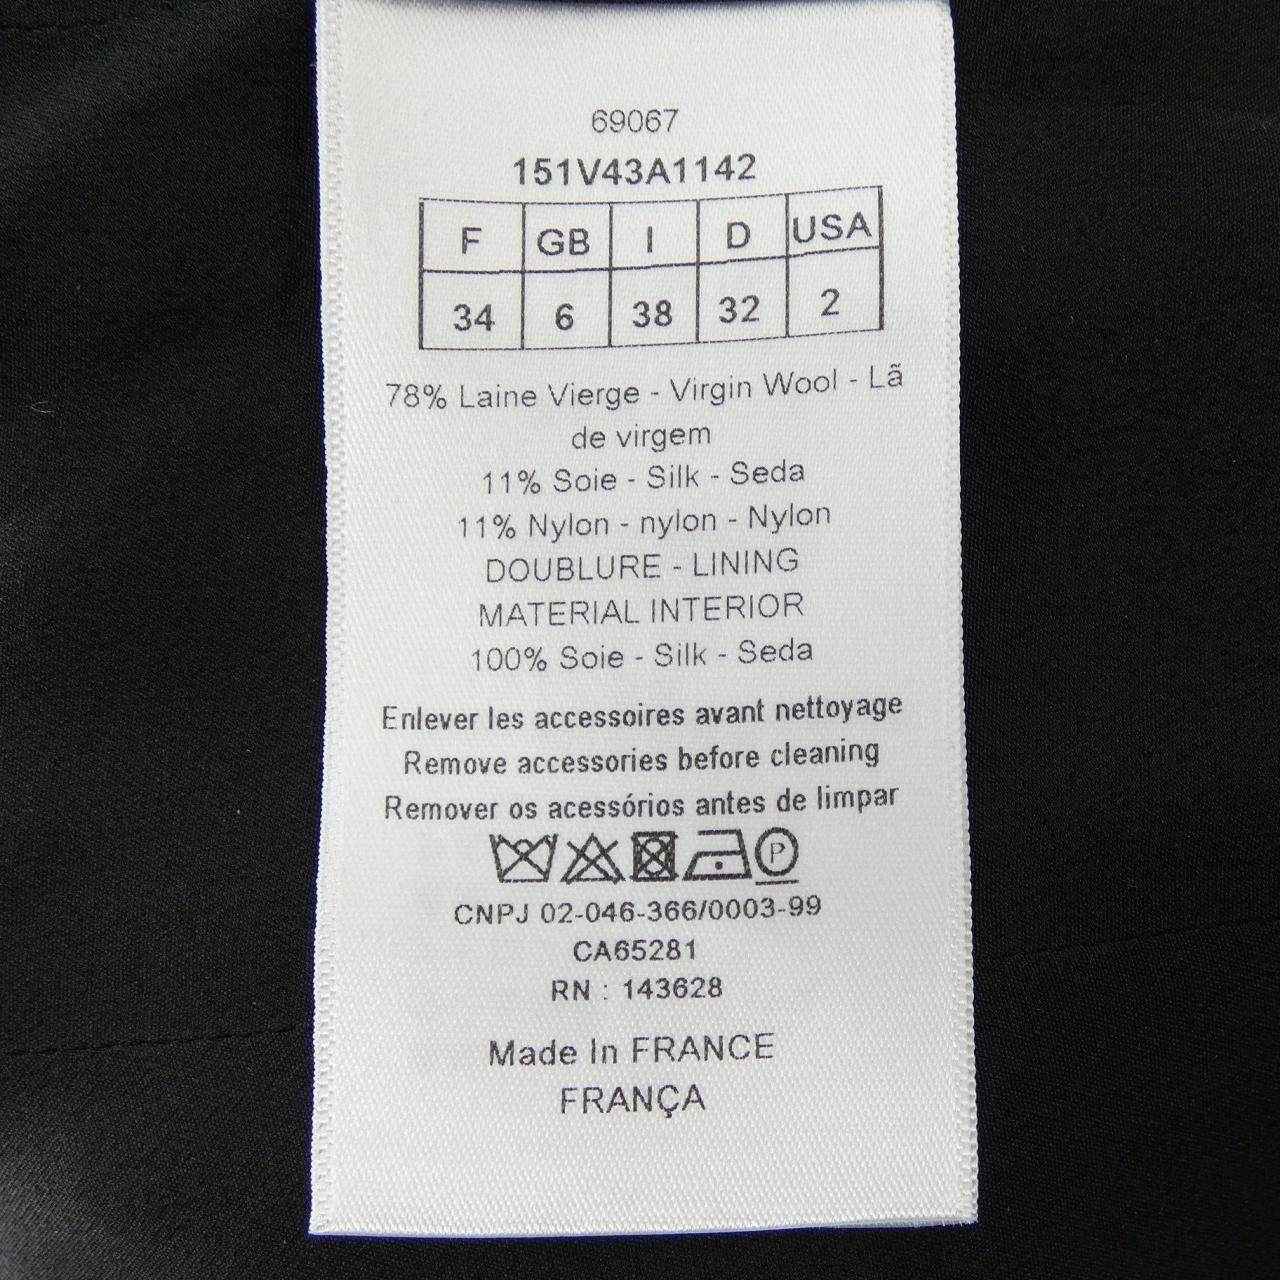 69067
151V43A1142
F GB I D USA
34 6 38 32 2
78% Laine Vierge - Virgin Wool - Lã
de virgem
11% Soie - Silk - Seda
11% Nylon - nylon - Nylon
DOUBLURE - LINING
MATERIAL INTERIOR
100% Soie - Silk - Seda
Enlever les accessoires avant nettoyage
Remove accessories before cleaning
Remover os acessórios antes de limpar
P
CNPJ 02-046-366/0003-99
CA65281
RN : 143628
Made In FRANCE
FRANÇA